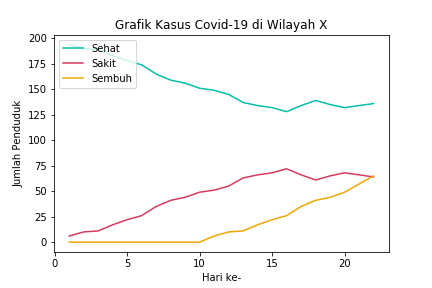 Grafik Kasus Covid-19 di Wilayah X
200
175
150
125
100
75
50
25
0
Jumlah Penduduk
Sehat
Sakit
Sembuh
0 5 10 15 20
Hari ke-